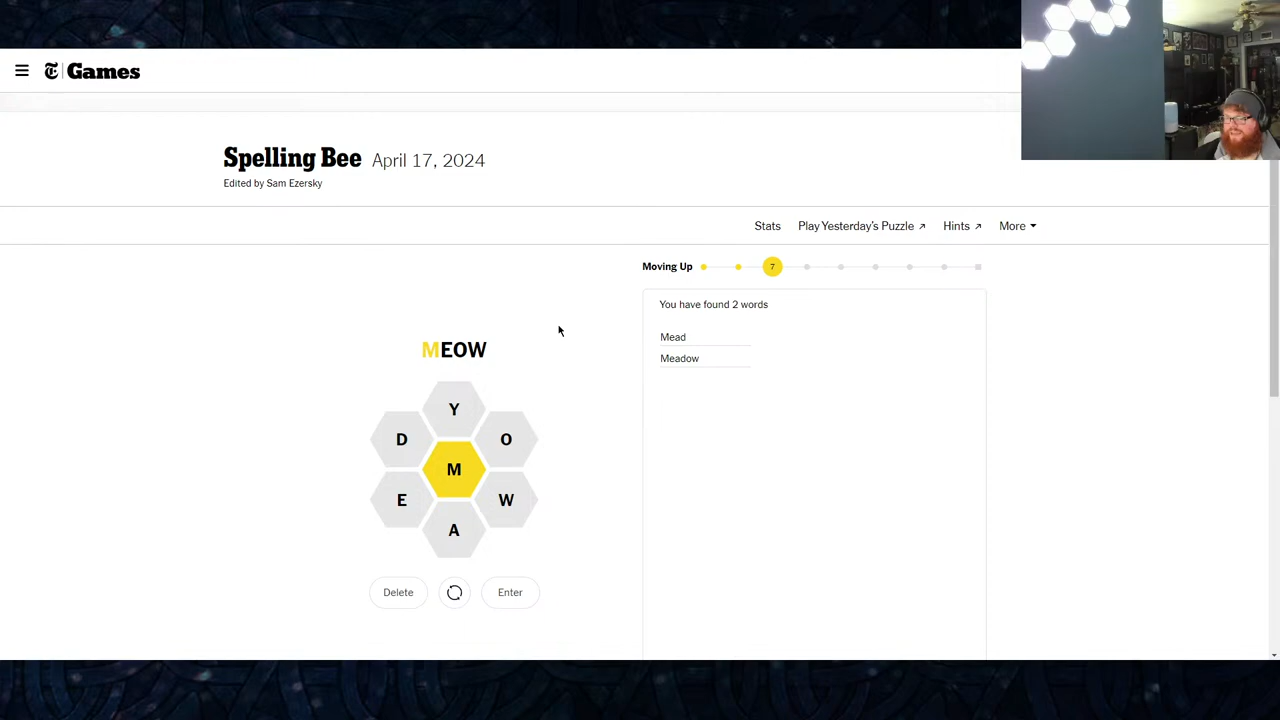 Games
Spelling Bee April 17, 2024
Edited by Sam Ezersky
Stats Play Yesterday's Puzzle ↗ Hints ↗ More
Moving Up 7
You have found 2 words
Mead
Meadow
MEOW
Y
D O
M
E W
A
Delete Enter